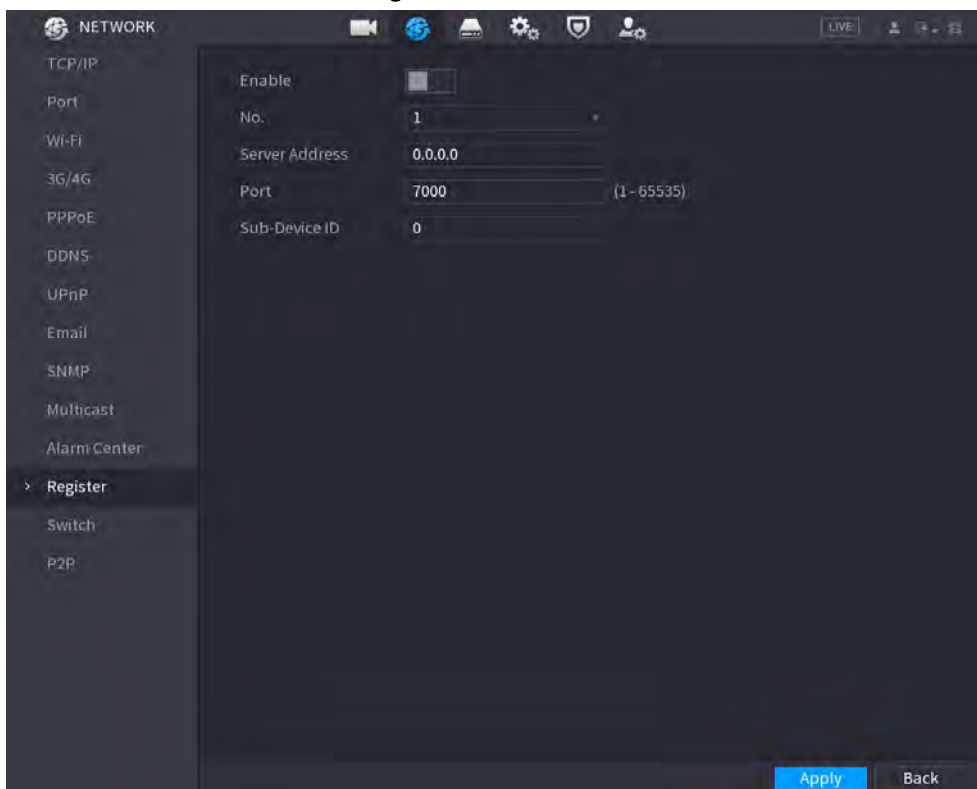 NETWORK
LIVE
TCP/IP
Port
Wi-Fi
3G/4G
PPPoE
DDNS
UPnP
Email
SNMP
Multicast
Alarm Center
> Register
Switch
P2P
Enable
No. 1
Server Address 0.0.0.0
Port 7000 (1-65535)
Sub-Device ID 0
Apply Back